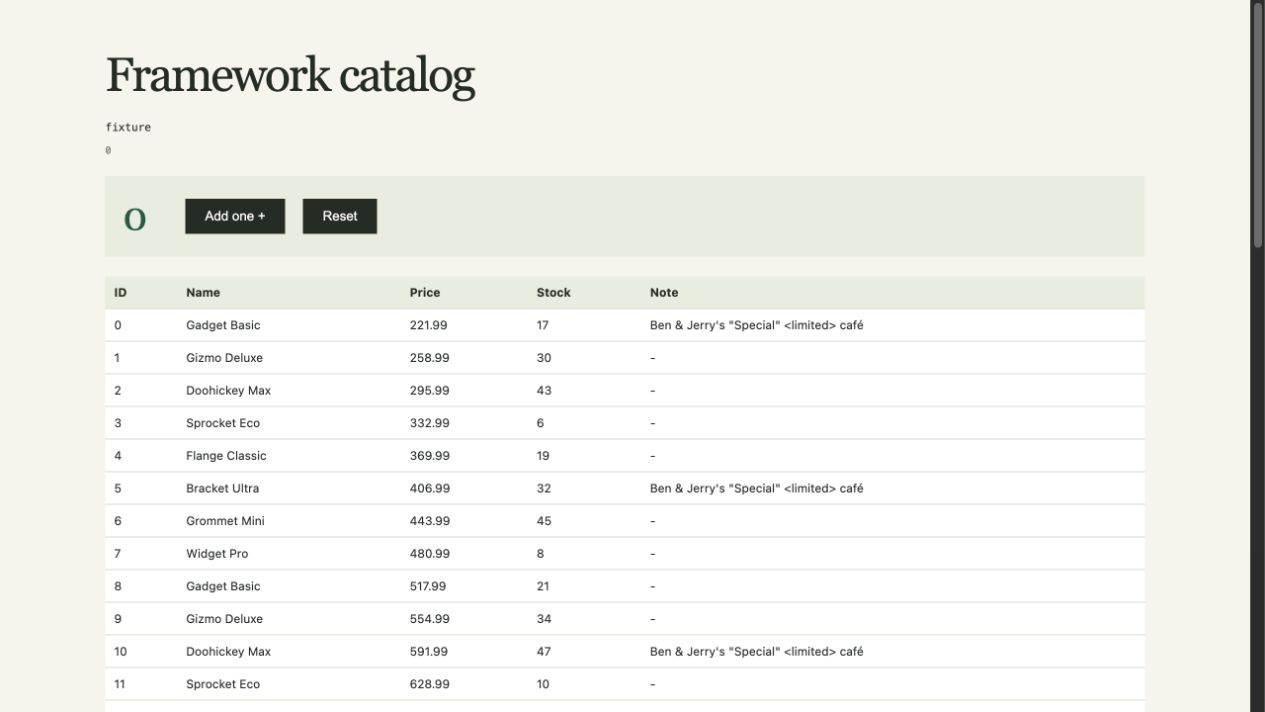 Framework catalog
fixture
0
0 Add one + Reset
ID Name Price Stock Note
0 Gadget Basic 221.99 17 Ben & Jerry's "Special" <limited> café
1 Gizmo Deluxe 258.99 30 -
2 Doohickey Max 295.99 43 -
3 Sprocket Eco 332.99 6 -
4 Flange Classic 369.99 19 -
5 Bracket Ultra 406.99 32 Ben & Jerry's "Special" <limited> café
6 Grommet Mini 443.99 45 -
7 Widget Pro 480.99 8 -
8 Gadget Basic 517.99 21 -
9 Gizmo Deluxe 554.99 34 -
10 Doohickey Max 591.99 47 Ben & Jerry's "Special" <limited> café
11 Sprocket Eco 628.99 10 -